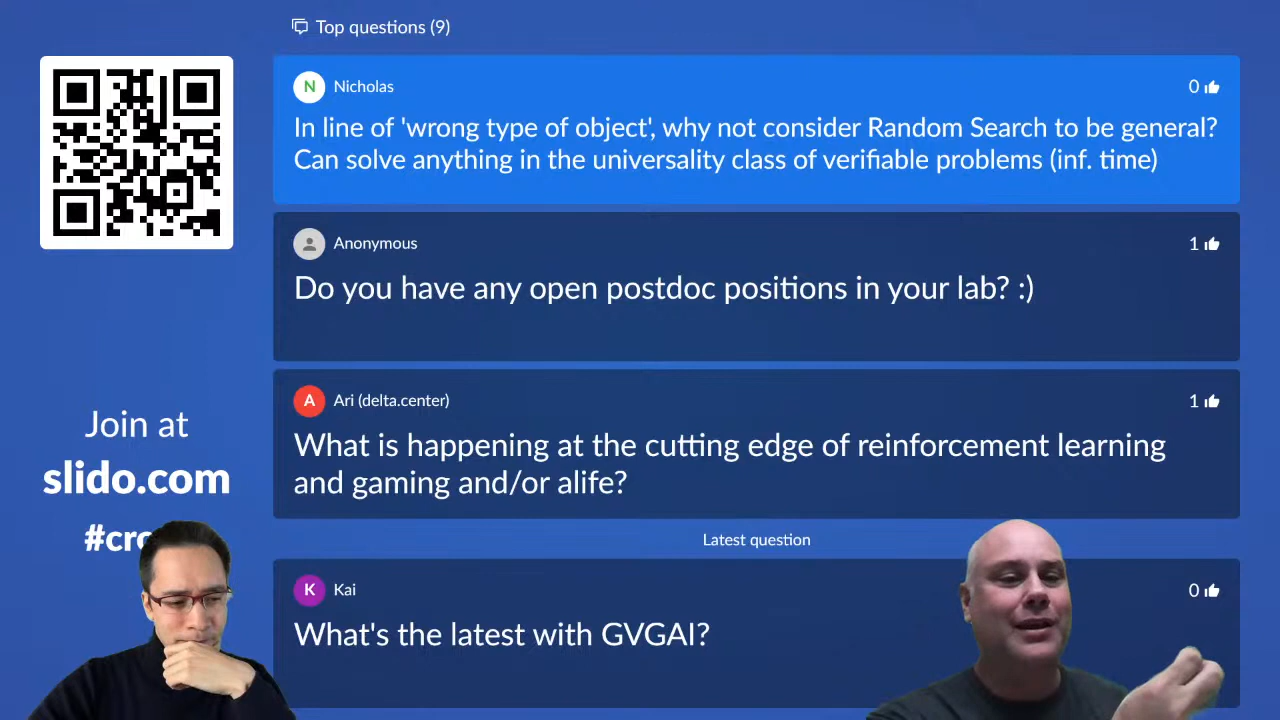 Top questions (9)
N Nicholas 0
In line of 'wrong type of object', why not consider Random Search to be general?
Can solve anything in the universality class of verifiable problems (inf. time)
Anonymous 1
Do you have any open postdoc positions in your lab? :)
A Ari (delta.center) 1
What is happening at the cutting edge of reinforcement learning
and gaming and/or alife?
Join at
slido.com
Latest question
K Kai 0
What's the latest with GVGAI?